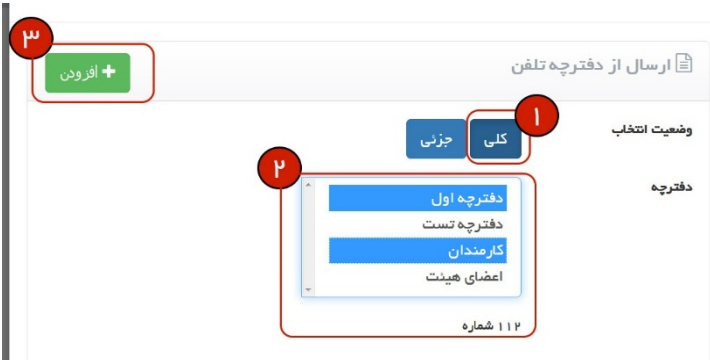 ارسال از دفترچه تلفن
۳
+ افزودن
وضعیت انتخاب
۱
کلی
جزئی
دفترچه
۲
دفترچه اول
دفترچه تست
کارمندان
اعضای هیئت
۱۱۲ شماره